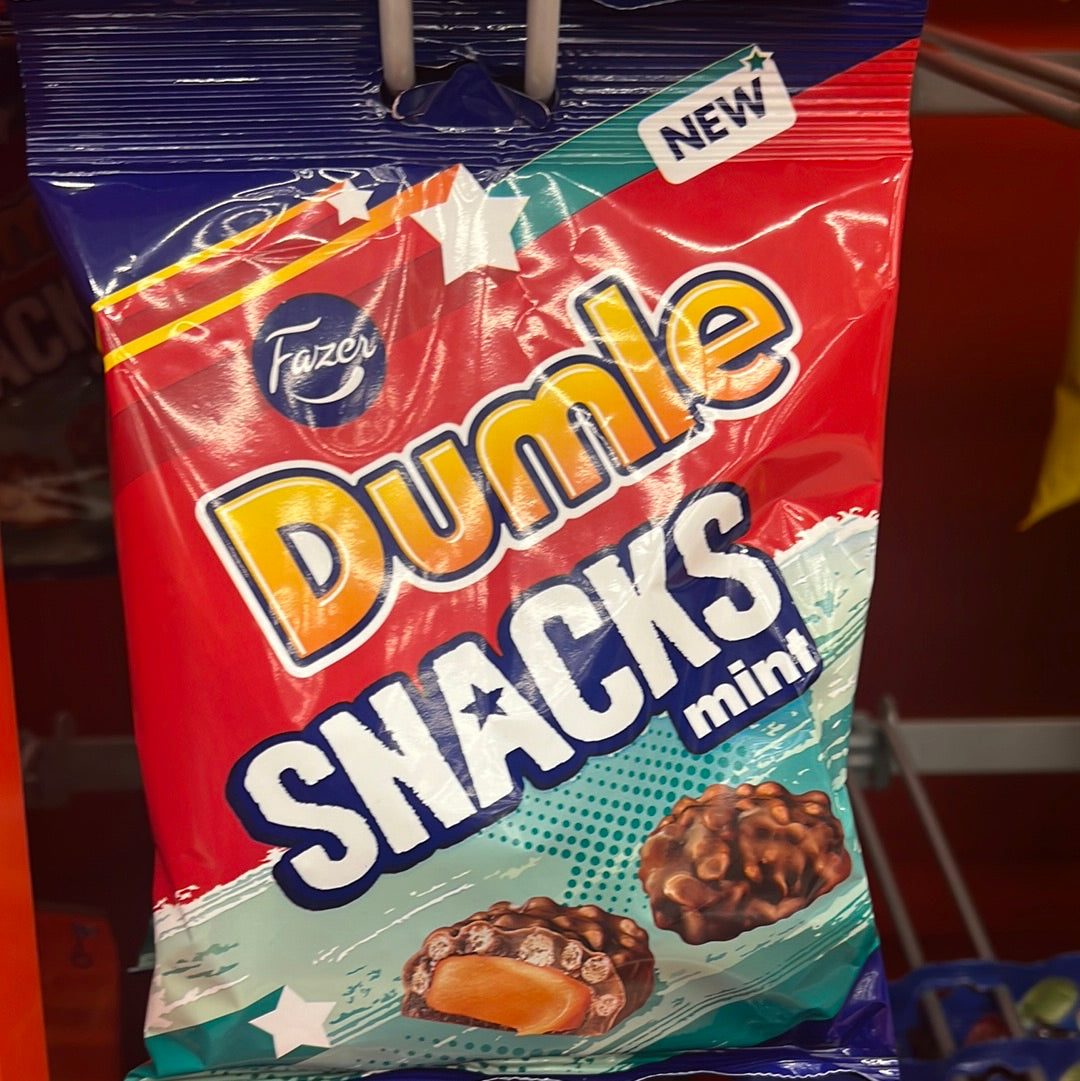 NEW
Fazer
Dumle
SNACKS
mint